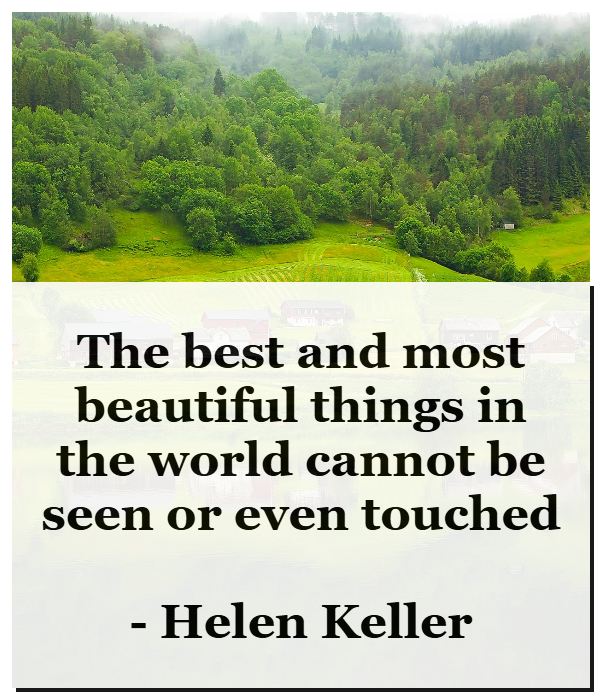 The best and most
beautiful things in
the world cannot be
seen or even touched
- Helen Keller